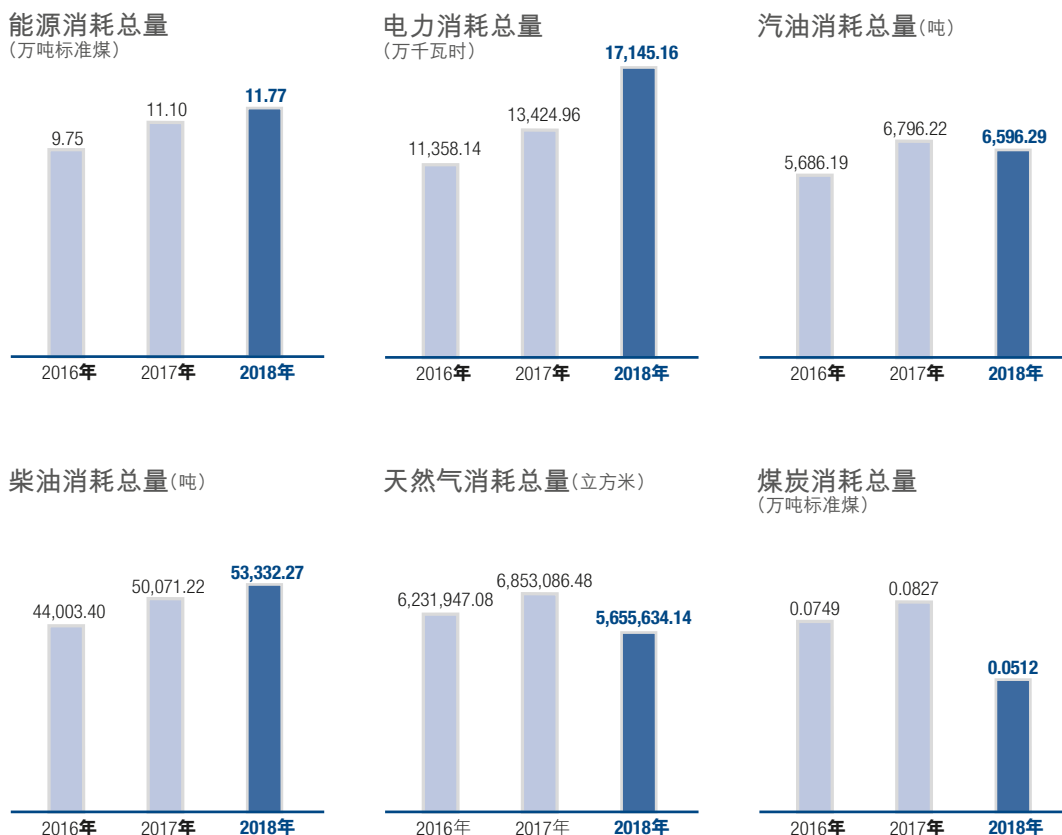 能源消耗总量
(万吨标准煤)
9.75
11.10
11.77
2016年
2017年
2018年
电力消耗总量
(万千瓦时)
11,358.14
13,424.96
17,145.16
2016年
2017年
2018年
汽油消耗总量(吨)
5,686.19
6,796.22
6,596.29
2016年
2017年
2018年
柴油消耗总量(吨)
44,003.40
50,071.22
53,332.27
2016年
2017年
2018年
天然气消耗总量(立方米)
6,231,947.08
6,853,086.48
5,655,634.14
2016年
2017年
2018年
煤炭消耗总量
(万吨标准煤)
0.0749
0.0827
0.0512
2016年
2017年
2018年